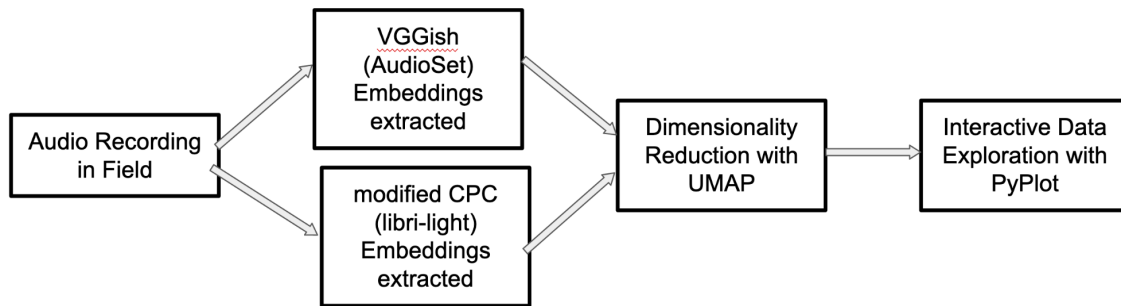 Audio Recording
in Field
VGGish
(AudioSet)
Embeddings
extracted
modified CPC
(libri-light)
Embeddings
extracted
Dimensionality
Reduction with
UMAP
Interactive Data
Exploration with
PyPlot